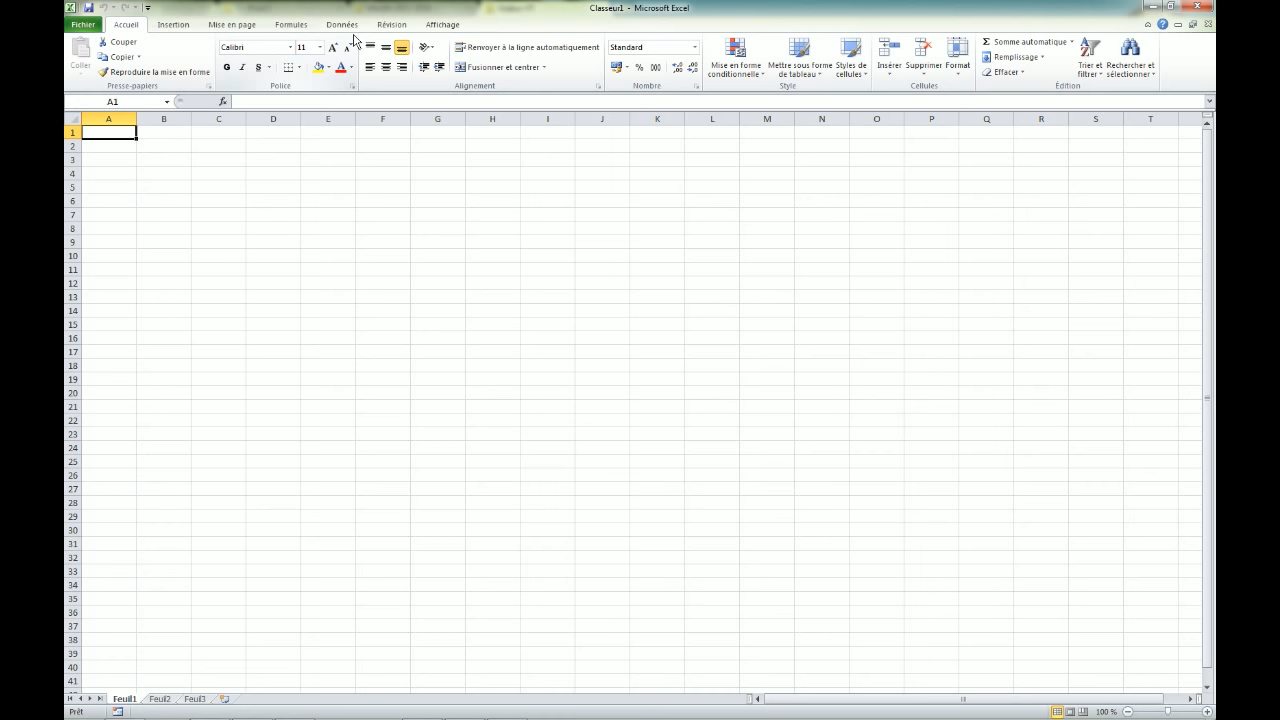 Classeur1 - Microsoft Excel
Fichier Accueil Insertion Mise en page Formules Données Révision Affichage
Coller
Couper
Copier
Reproduire la mise en forme
Presse-papiers
Calibri 11
G I S
Police
Renvoyer à la ligne automatiquement
Fusionner et centrer
Alignement
Standard
% 000
Nombre
Mise en forme conditionnelle
Mettre sous forme de tableau
Styles de cellules
Style
Insérer Supprimer Format
Cellules
Σ Somme automatique
Remplissage
Effacer
Trier et filtrer
Rechercher et sélectionner
Édition
A1 fx
A B C D E F G H I J K L M N O P Q R S T
1
2
3
4
5
6
7
8
9
10
11
12
13
14
15
16
17
18
19
20
21
22
23
24
25
26
27
28
29
30
31
32
33
34
35
36
37
38
39
40
41
Feuil1 Feuil2 Feuil3
Prêt 100 %